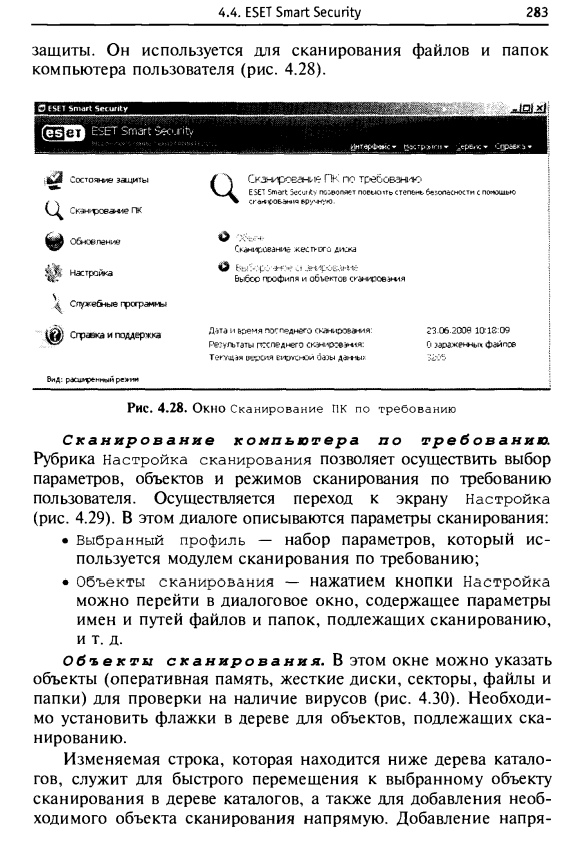 4.4. ESET Smart Security 283
защиты. Он используется для сканирования файлов и папок
компьютера пользователя (рис. 4.28).
ESET Smart Security
eset ESET Smart Security
Интерфейс Настройки Сервис Справка
Состояние защиты
Сканирование ПК
Обновление
Настройка
Служебные программы
Справка и поддержка
Вид: расширенный режим
Сканирование ПК по требованию
ESET Smart Security позволяет повысить степень безопасности с помощью
сканирования вручную.
Сканирование жесткого диска
Выборочное сканирование
Выбор профиля и объектов сканирования
Дата и время последнего сканирования: 23.06.2008 10:18:09
Результаты последнего сканирования: 0 зараженных файлов
Текущая версия вирусной базы данных
Рис. 4.28. Окно Сканирование ПК по требованию
Сканирование компьютера по требованию.
Рубрика Настройка сканирования позволяет осуществить выбор
параметров, объектов и режимов сканирования по требованию
пользователя. Осуществляется переход к экрану Настройка
(рис. 4.29). В этом диалоге описываются параметры сканирования:
• Выбранный профиль — набор параметров, который ис-
пользуется модулем сканирования по требованию;
• Объекты сканирования — нажатием кнопки Настройка
можно перейти в диалоговое окно, содержащее параметры
имен и путей файлов и папок, подлежащих сканированию,
и т. д.
Объекты сканирования. В этом окне можно указать
объекты (оперативная память, жесткие диски, секторы, файлы и
папки) для проверки на наличие вирусов (рис. 4.30). Необходи-
мо установить флажки в дереве для объектов, подлежащих ска-
нированию.
Изменяемая строка, которая находится ниже дерева катало-
гов, служит для быстрого перемещения к выбранному объекту
сканирования в дереве каталогов, а также для добавления необ-
ходимого объекта сканирования напрямую. Добавление напря-